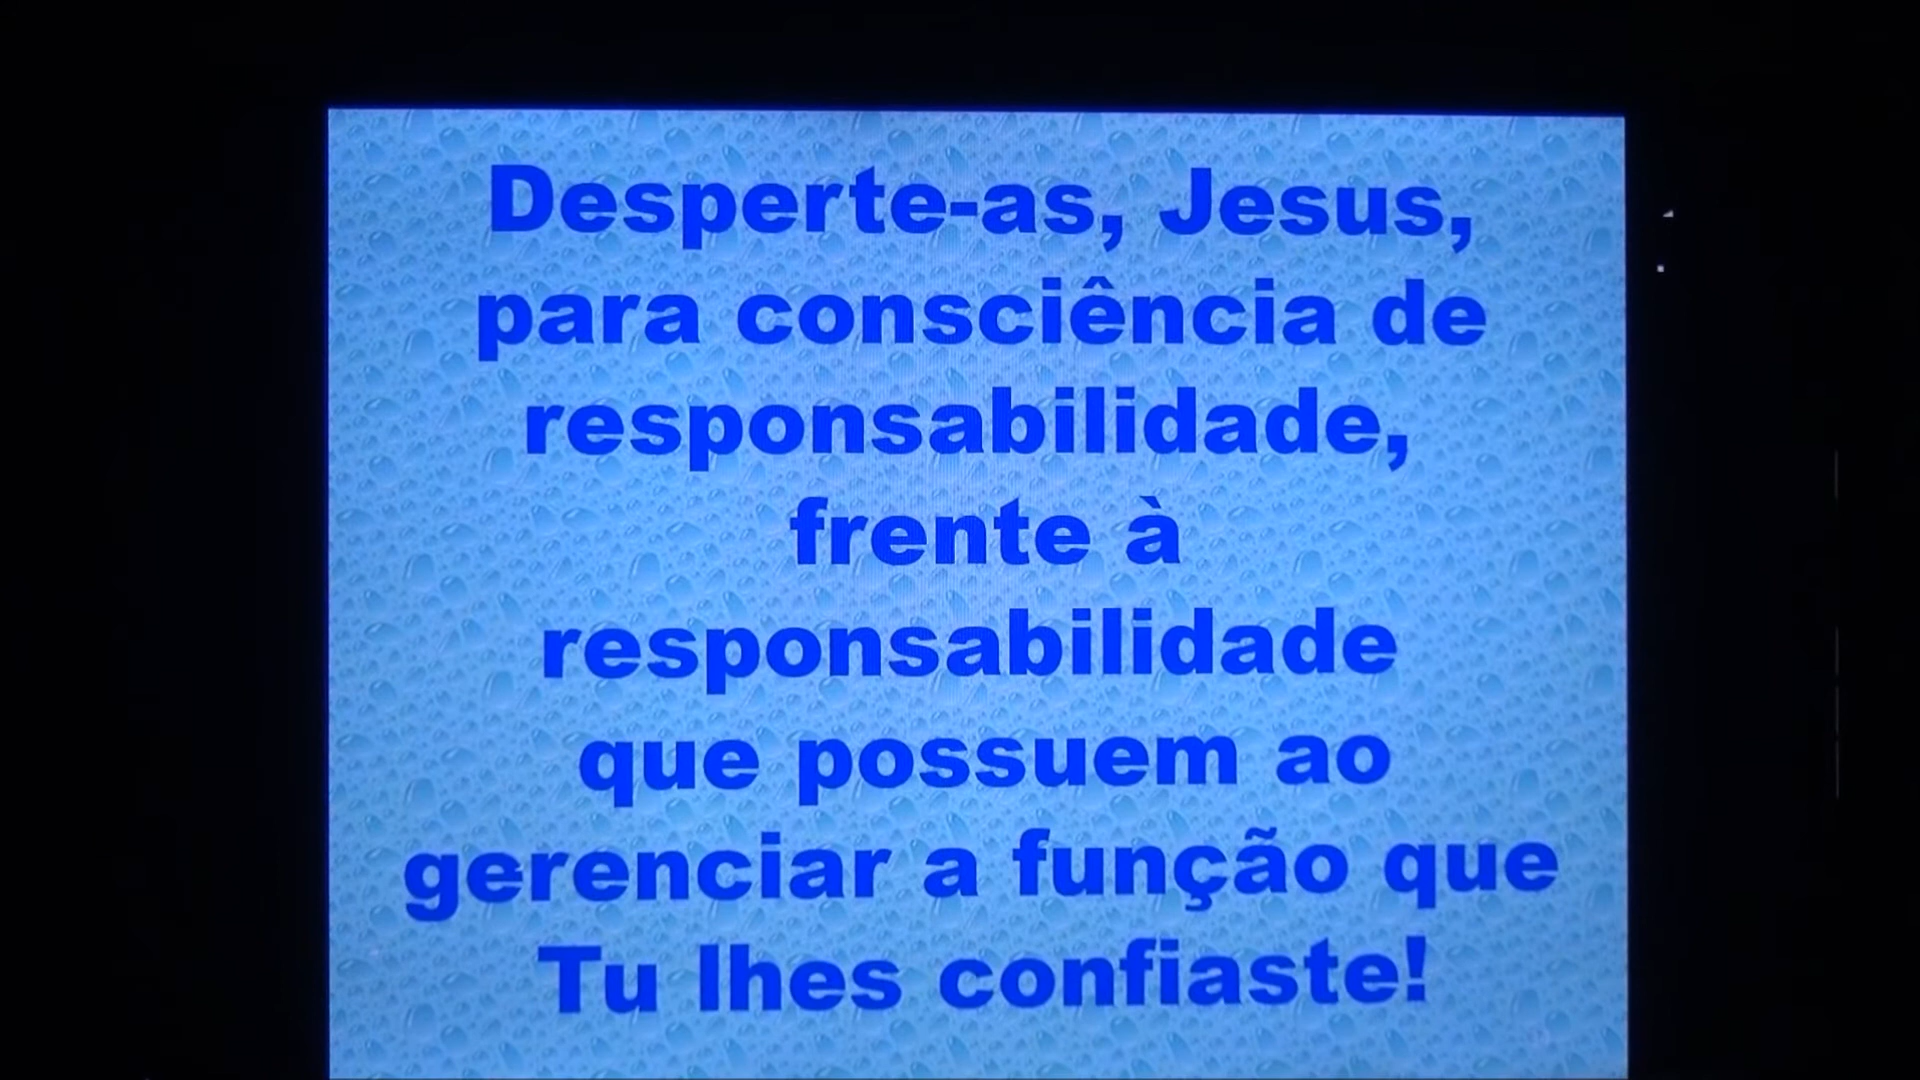 Desperte-as, Jesus,
para consciência de
responsabilidade,
frente à
responsabilidade
que possuem ao
gerenciar a função que
Tu lhes confiaste!